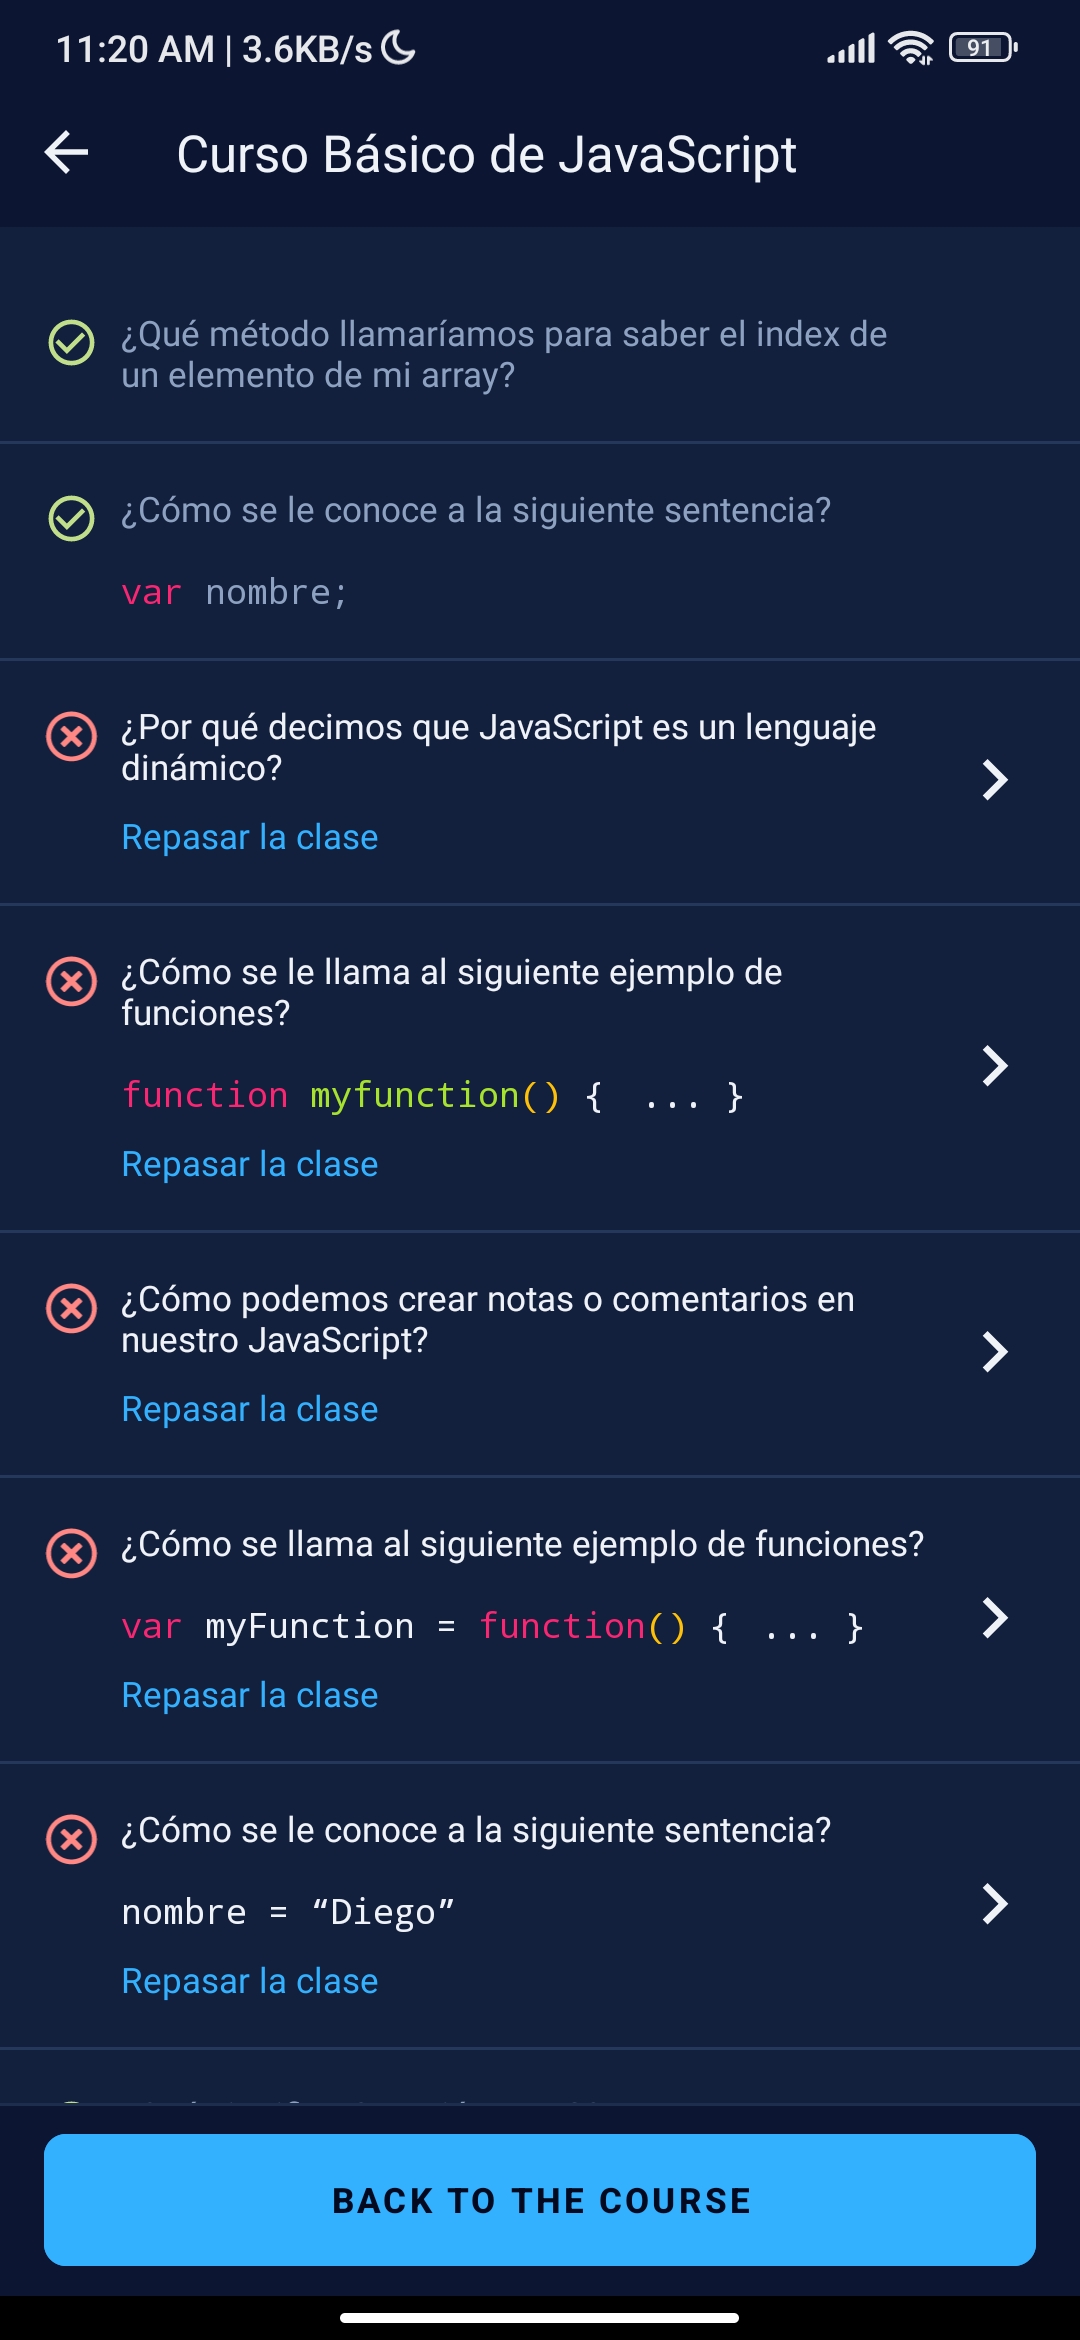 11:20 AM | 3.6KB/s
91
Curso Básico de JavaScript
¿Qué método llamaríamos para saber el index de
un elemento de mi array?
¿Cómo se le conoce a la siguiente sentencia?
var nombre;
¿Por qué decimos que JavaScript es un lenguaje
dinámico?
Repasar la clase
¿Cómo se le llama al siguiente ejemplo de
funciones?
function myfunction() { ... }
Repasar la clase
¿Cómo podemos crear notas o comentarios en
nuestro JavaScript?
Repasar la clase
¿Cómo se llama al siguiente ejemplo de funciones?
var myFunction = function() { ... }
Repasar la clase
¿Cómo se le conoce a la siguiente sentencia?
nombre = “Diego”
Repasar la clase
BACK TO THE COURSE